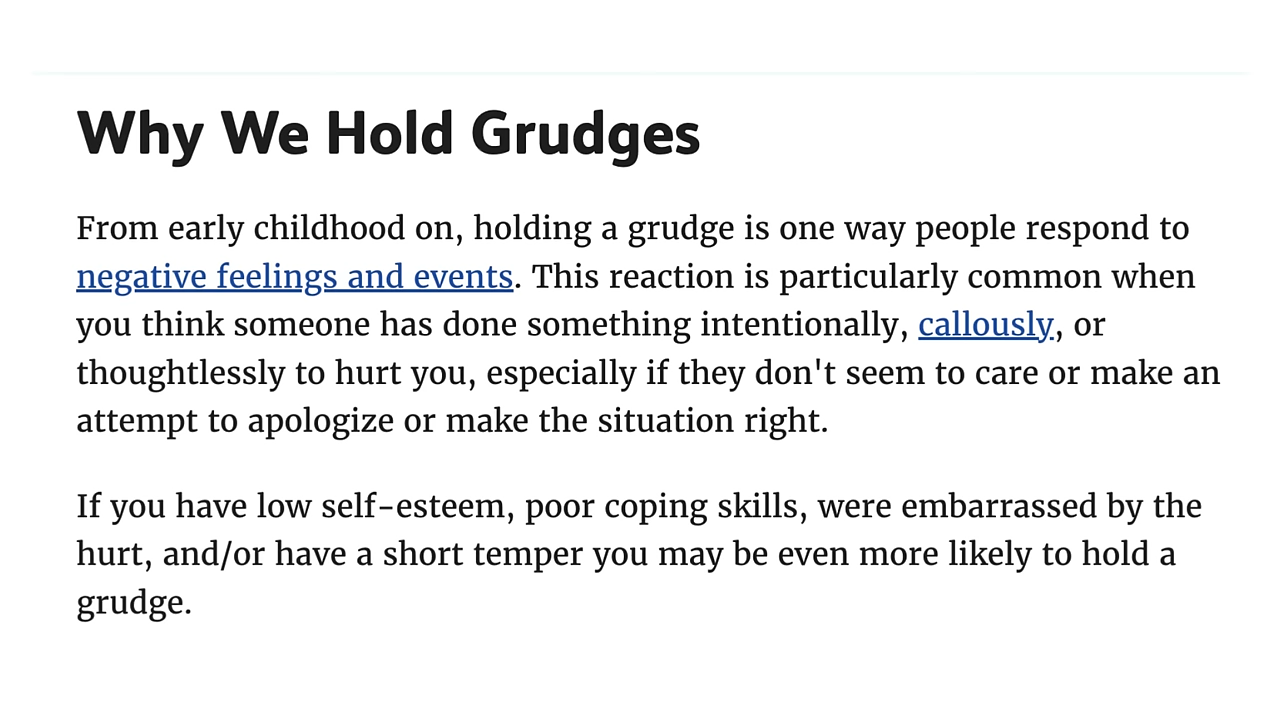 Why We Hold Grudges
From early childhood on, holding a grudge is one way people respond to
negative feelings and events. This reaction is particularly common when
you think someone has done something intentionally, callously, or
thoughtlessly to hurt you, especially if they don't seem to care or make an
attempt to apologize or make the situation right.
If you have low self-esteem, poor coping skills, were embarrassed by the
hurt, and/or have a short temper you may be even more likely to hold a
grudge.